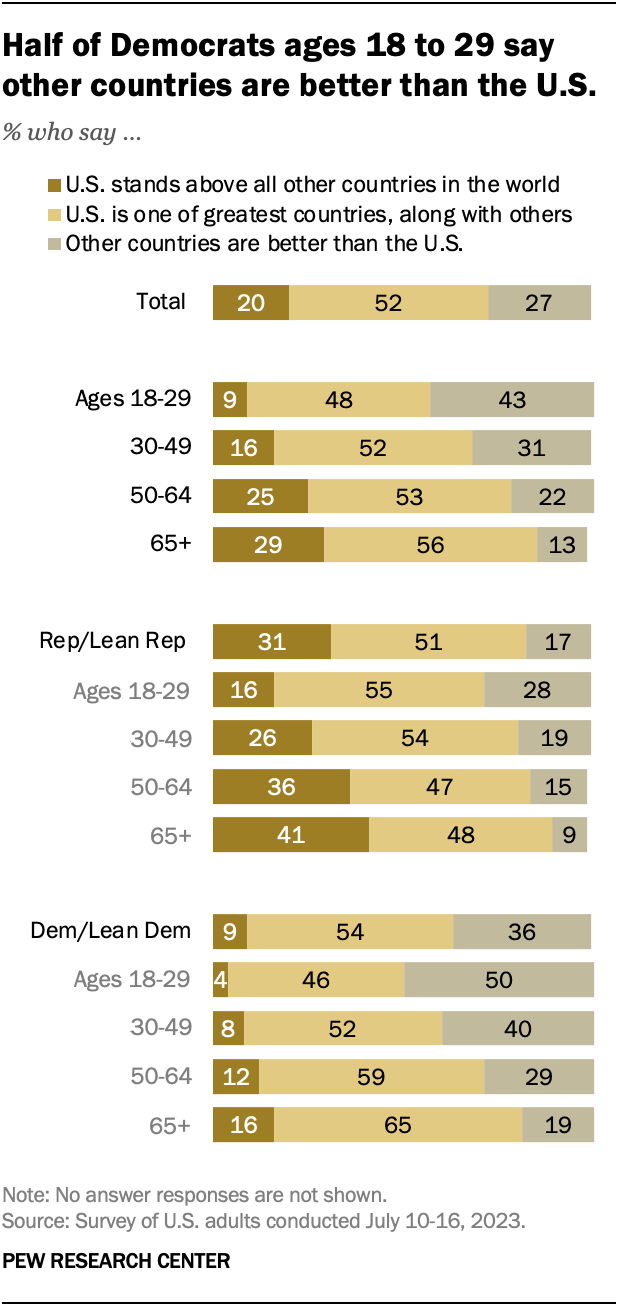 Half of Democrats ages 18 to 29 say
other countries are better than the U.S.
% who say ...
U.S. stands above all other countries in the world
U.S. is one of greatest countries, along with others
Other countries are better than the U.S.
Total 20 52 27
Ages 18-29 9 48 43
30-49 16 52 31
50-64 25 53 22
65+ 29 56 13
Rep/Lean Rep 31 51 17
Ages 18-29 16 55 28
30-49 26 54 19
50-64 36 47 15
65+ 41 48 9
Dem/Lean Dem 9 54 36
Ages 18-29 4 46 50
30-49 8 52 40
50-64 12 59 29
65+ 16 65 19
Note: No answer responses are not shown.
Source: Survey of U.S. adults conducted July 10-16, 2023.
PEW RESEARCH CENTER